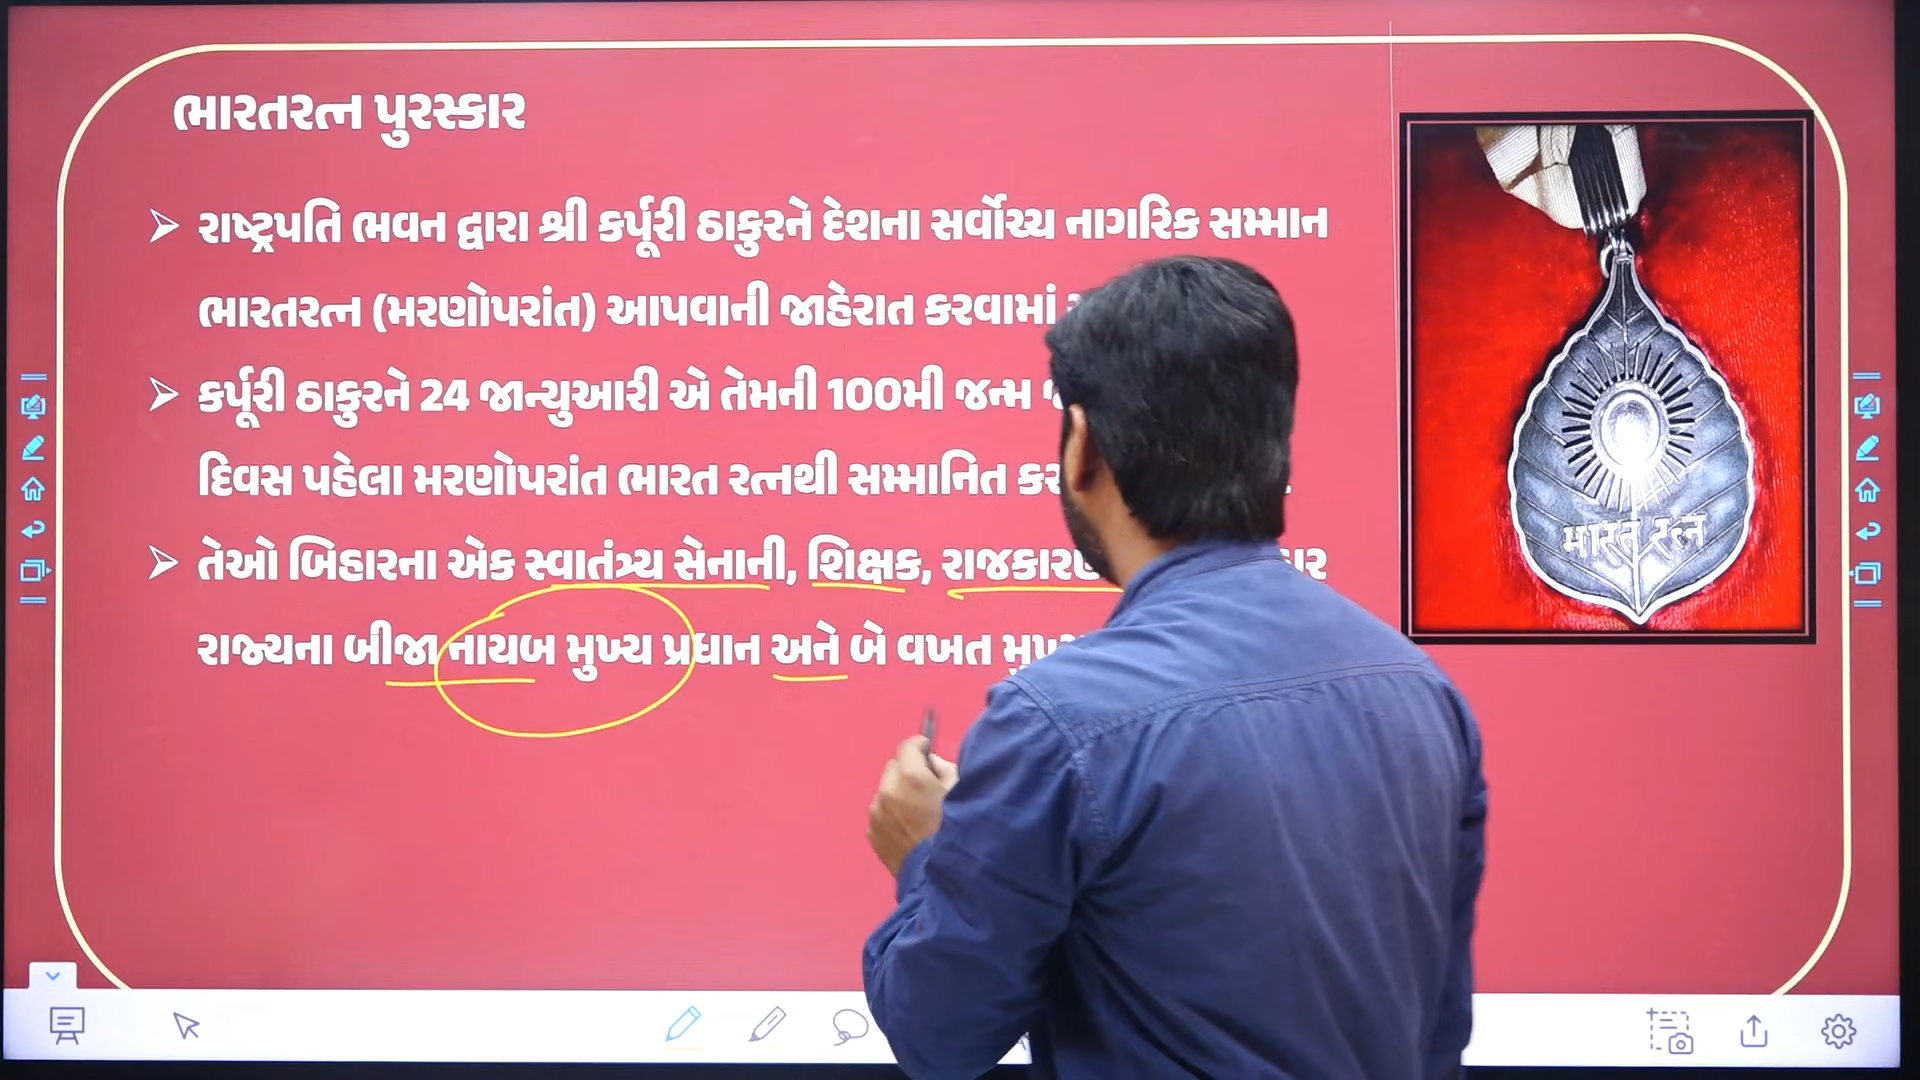 ભારતરત્ન પુરસ્કાર
➤ રાષ્ટ્રપતિ ભવન દ્વારા શ્રી કર્પૂરી ઠાકુરને દેશના સર્વોચ્ચ નાગરિક સમ્માન
ભારતરત્ન (મરણોપરાંત) આપવાની જાહેરાત કરવામાં
➤ કર્પૂરી ઠાકુરને 24 જાન્યુઆરી એ તેમની 100મી જન્મ
દિવસ પહેલા મરણોપરાંત ભારત રત્નથી સમ્માનિત
➤ તેઓ બિહારના એક સ્વાતંત્ર્ય સેનાની, શિક્ષક,
રાજ્યના બીજા નાયબ મુખ્ય પ્રધાન અને બે વખત
भारत रत्न